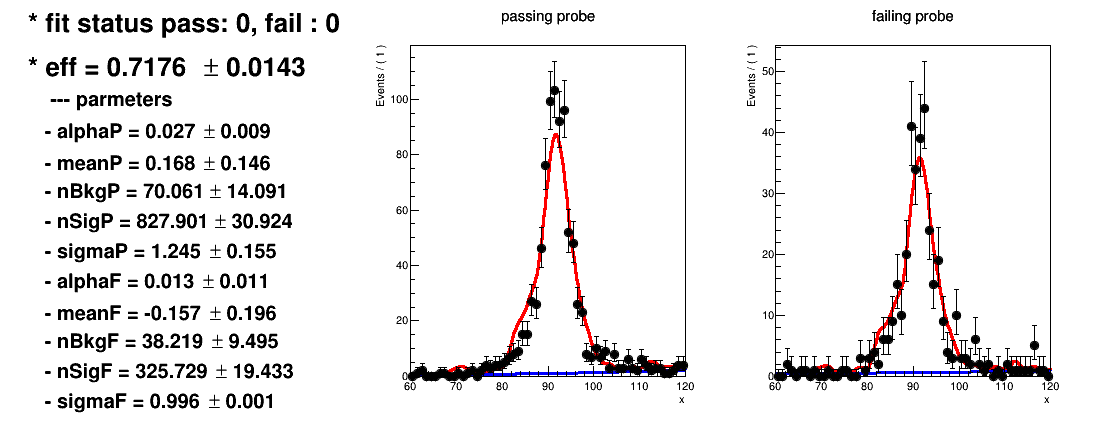 * fit status pass: 0, fail : 0
* eff = 0.7176 ± 0.0143
--- parmeters
- alphaP = 0.027 ± 0.009
- meanP = 0.168 ± 0.146
- nBkgP = 70.061 ± 14.091
- nSigP = 827.901 ± 30.924
- sigmaP = 1.245 ± 0.155
- alphaF = 0.013 ± 0.011
- meanF = -0.157 ± 0.196
- nBkgF = 38.219 ± 9.495
- nSigF = 325.729 ± 19.433
- sigmaF = 0.996 ± 0.001
passing probe
Events / ( 1 )
100
80
60
40
20
0
60 70 80 90 100 110 120
x
failing probe
Events / ( 1 )
50
40
30
20
10
0
60 70 80 90 100 110 120
x